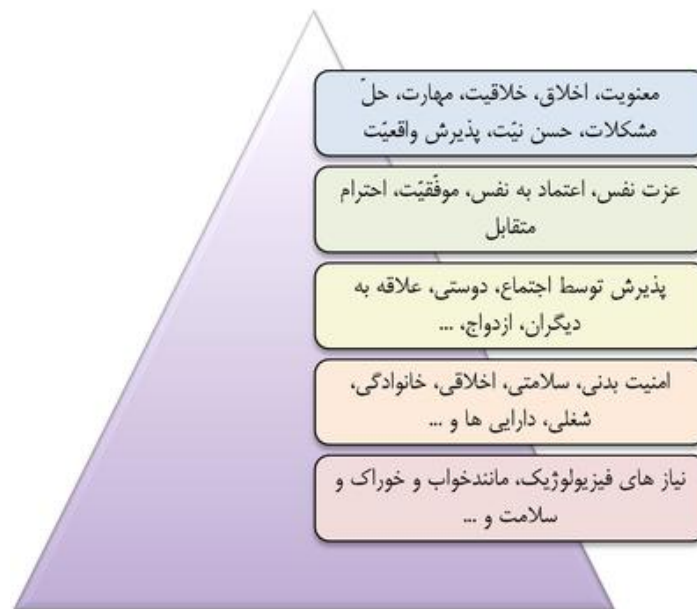 معنویت، اخلاق، خلاقیت، مهارت، حلّ
مشکلات، حسن نیّت، پذیرش واقعیّت
عزت نفس، اعتماد به نفس، موفّقیّت، احترام
متقابل
پذیرش توسط اجتماع، دوستی، علاقه به
دیگران، ازدواج، ...
امنیت بدنی، سلامتی، اخلاقی، خانوادگی،
شغلی، دارایی ها و ...
نیاز های فیزیولوژیک، مانندخواب و خوراک و
سلامت و ...